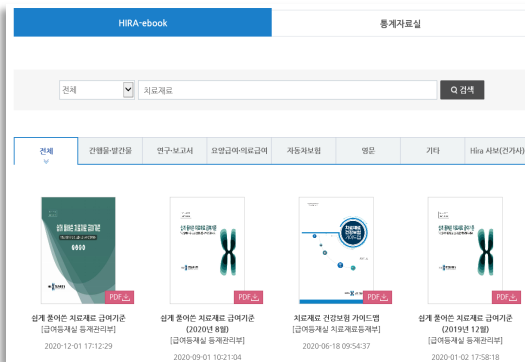 HIRA-ebook 통계자료실
전체 치료재료 검색
전체 간행물·발간물 연구·보고서 요양급여·의료급여 자동차보험 영문 기타 Hira 사보(건가사)
PDF PDF PDF PDF
쉽게 풀어쓴 치료재료 급여기준
[급여등재실 등재관리부]
2020-12-01 17:12:29
쉽게 풀어쓴 치료재료 급여기준
(2020년 8월)
[급여등재실 등재관리부]
2020-09-01 10:21:04
치료재료 건강보험 가이드맵
[급여등재실 치료재료등재부]
2020-06-18 09:54:37
쉽게 풀어쓴 치료재료 급여기준
(2019년 12월)
[급여등재실 등재관리부]
2020-01-02 17:58:18